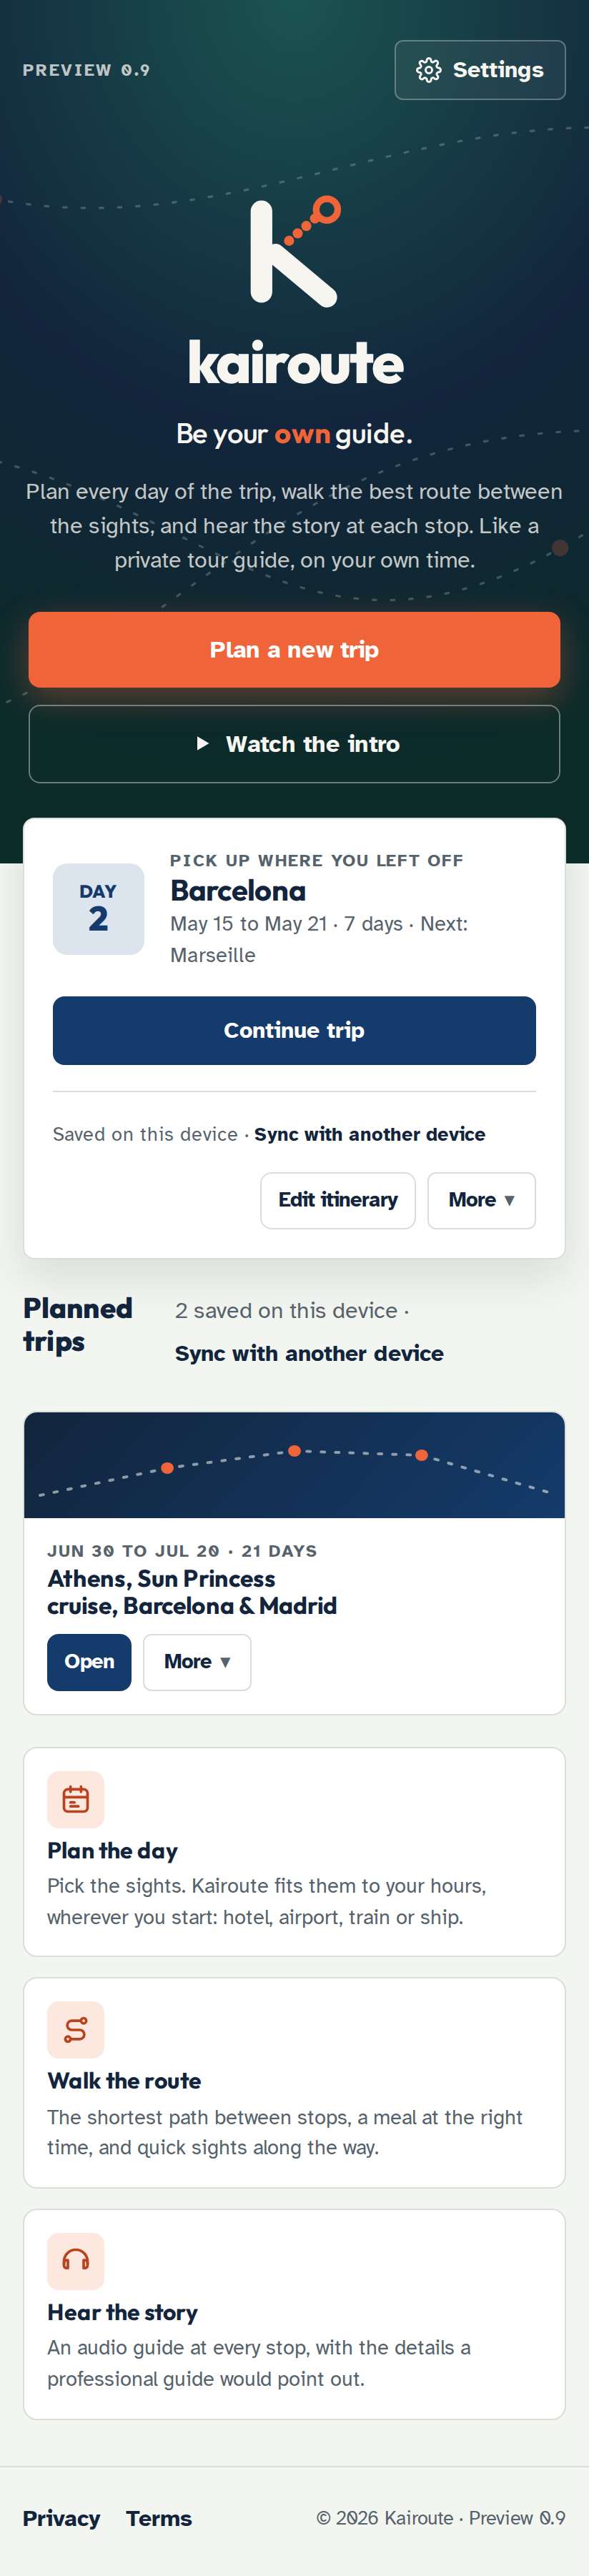 PREVIEW 0.9
Settings
kairoute
Be your own guide.
Plan every day of the trip, walk the best route between
the sights, and hear the story at each stop. Like a
private tour guide, on your own time.
Plan a new trip
Watch the intro
PICK UP WHERE YOU LEFT OFF
DAY
2
Barcelona
May 15 to May 21 · 7 days · Next:
Marseille
Continue trip
Saved on this device · Sync with another device
Edit itinerary
More ▾
Planned
trips
2 saved on this device ·
Sync with another device
JUN 30 TO JUL 20 · 21 DAYS
Athens, Sun Princess
cruise, Barcelona & Madrid
Open
More ▾
Plan the day
Pick the sights. Kairoute fits them to your hours,
wherever you start: hotel, airport, train or ship.
Walk the route
The shortest path between stops, a meal at the right
time, and quick sights along the way.
Hear the story
An audio guide at every stop, with the details a
professional guide would point out.
Privacy
Terms
© 2026 Kairoute · Preview 0.9